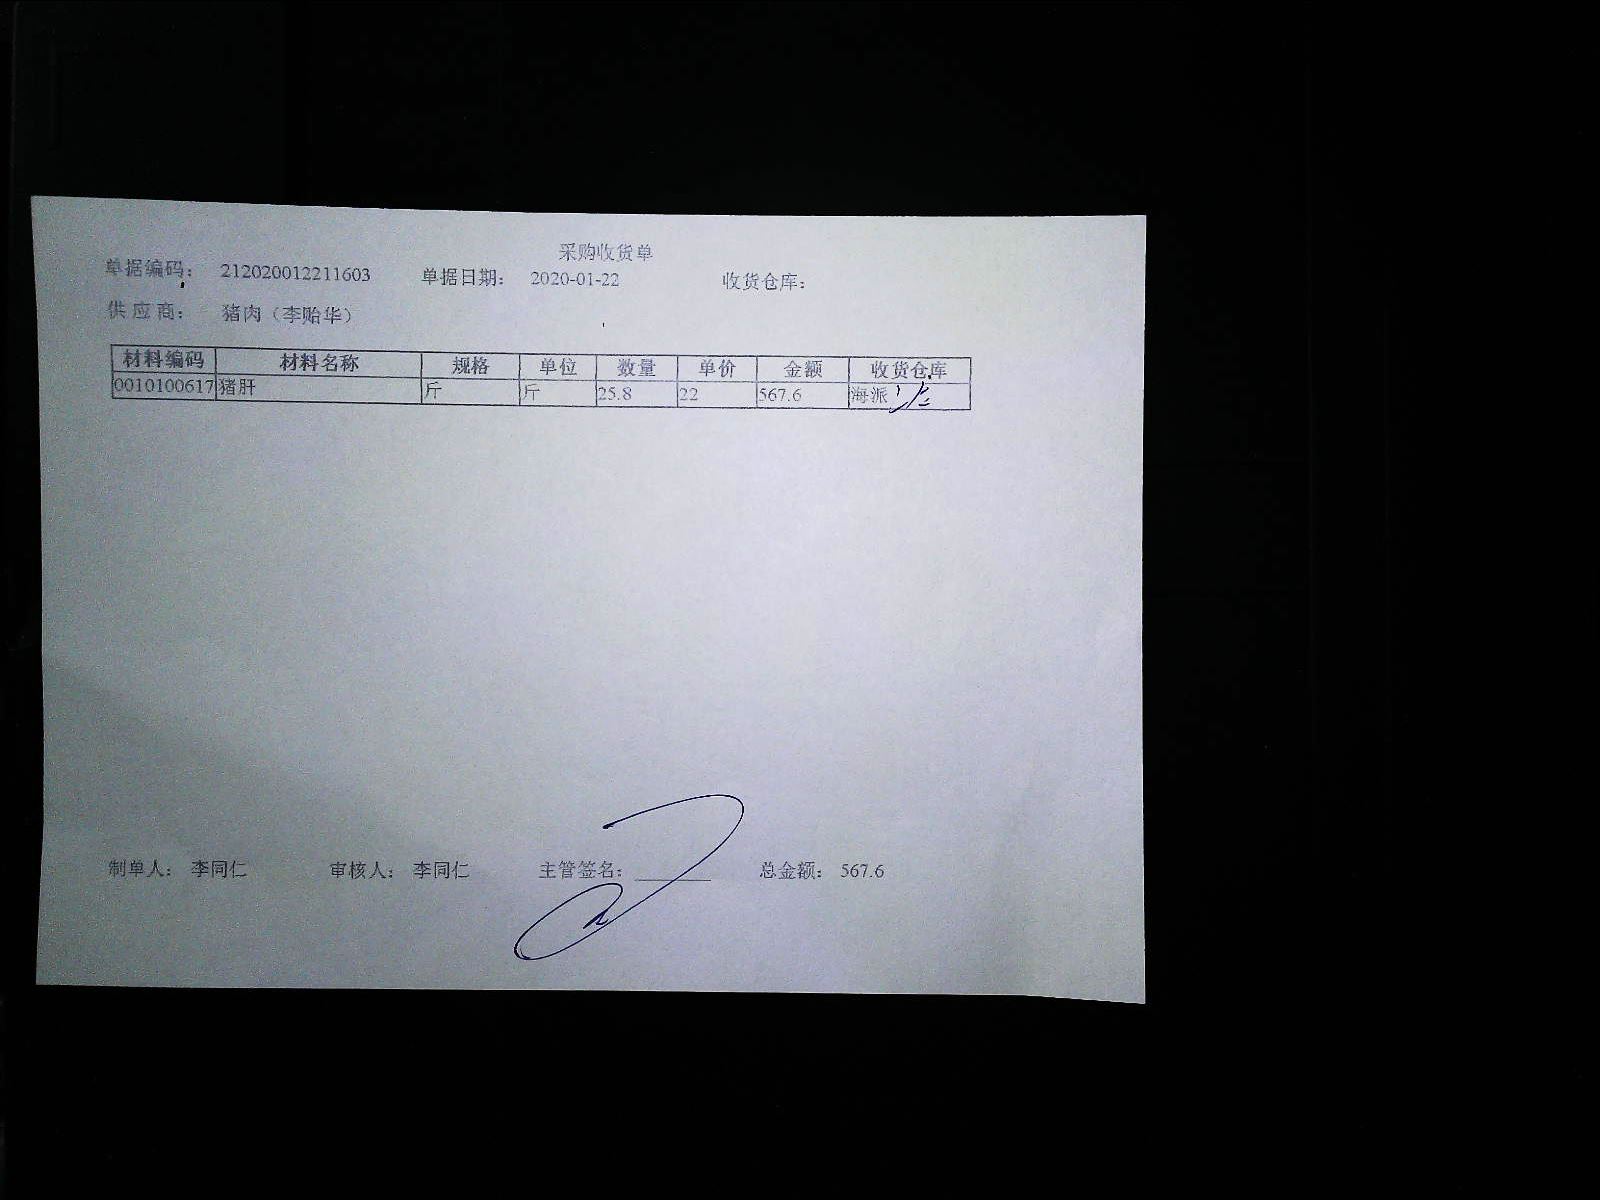 采购收货单
单据编码： 212020012211603 单据日期： 2020-01-22 收货仓库：
供应商： 猪肉（李贻华）
材料编码 材料名称 规格 单位 数量 单价 金额 收货仓库
0010100617 猪肝 斤 斤 25.8 22 567.6 海派
制单人： 李同仁 审核人： 李同仁 主管签名： 总金额： 567.6